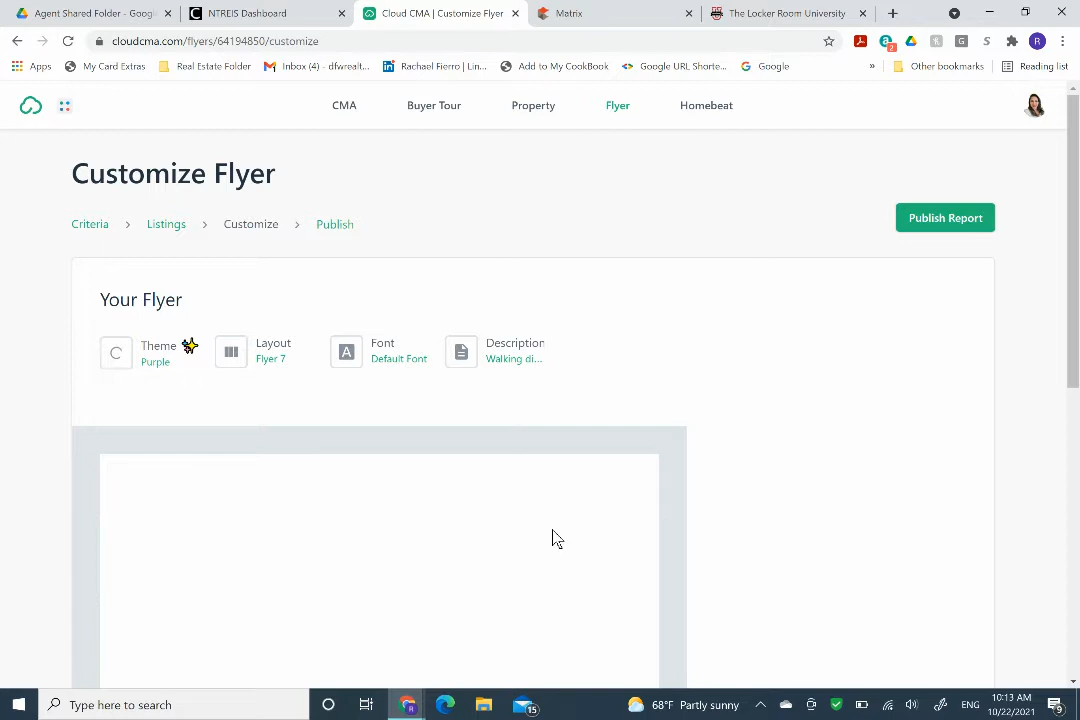 Agent Shared Folder - Googl
NTREIS Dashboard
Cloud CMA | Customize Flyer
Matrix
The Locker Room University
cloudcma.com/flyers/64194850/customize
2
G
S
R
Apps
My Card Extras
Real Estate Folder
Inbox (4) - dfwrealt...
Rachael Fierro | Lin...
Add to My CookBook
Google URL Shorte...
Google
»
Other bookmarks
Reading list
CMA
Buyer Tour
Property
Flyer
Homebeat
Customize Flyer
Criteria > Listings > Customize > Publish
Publish Report
Your Flyer
C
Theme
Purple
Layout
Flyer 7
A
Font
Default Font
Description
Walking di...
Type here to search
R
15
68°F Partly sunny
ENG
10:13 AM
10/22/2021
9